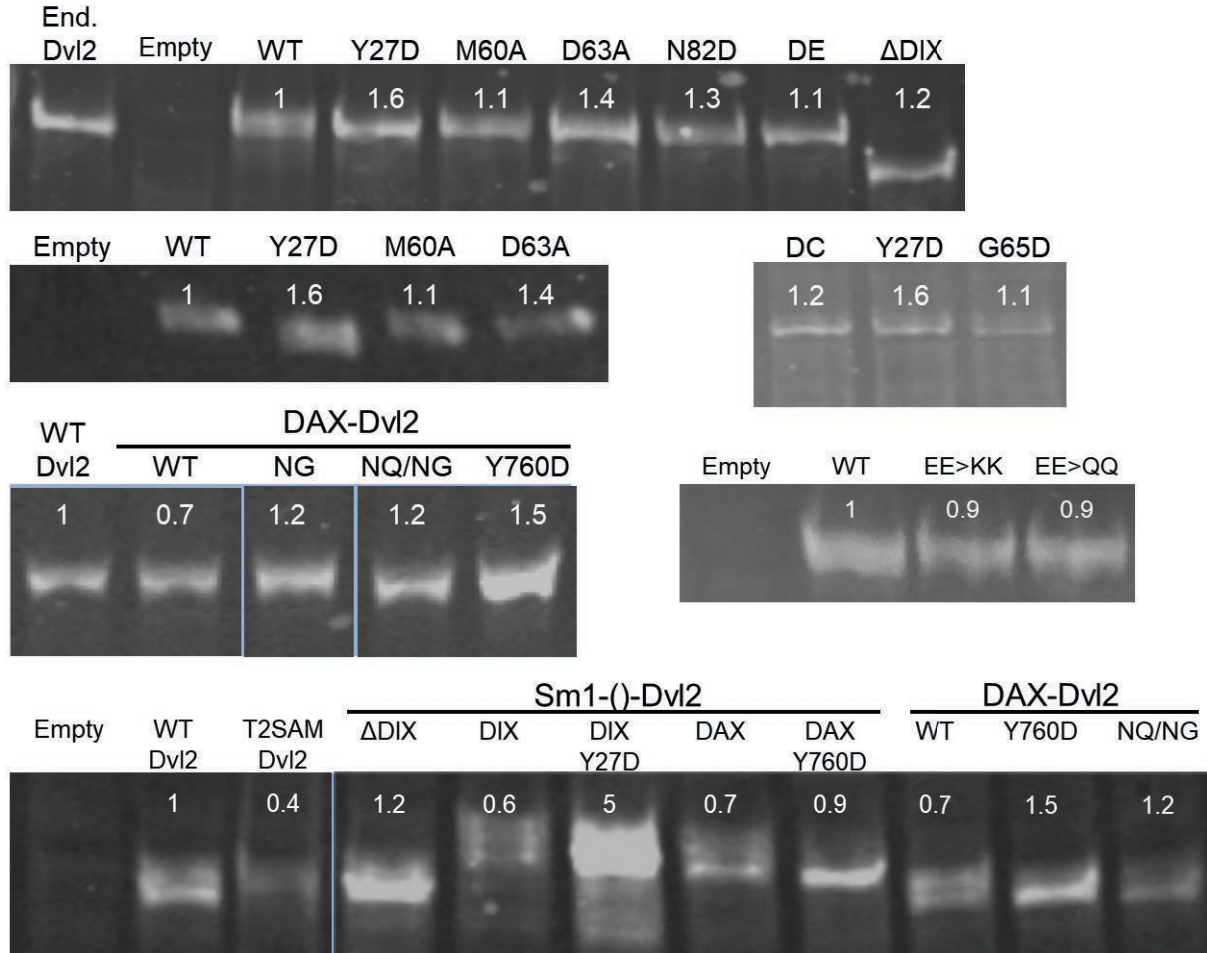 End.
Dvl2 Empty WT Y27D M60A D63A N82D DE ΔDIX
1 1.6 1.1 1.4 1.3 1.1 1.2
Empty WT Y27D M60A D63A
1 1.6 1.1 1.4
DC Y27D G65D
1.2 1.6 1.1
DAX-Dvl2
WT
Dvl2 WT NG NQ/NG Y760D
1 0.7 1.2 1.2 1.5
Empty WT EE>KK EE>QQ
1 0.9 0.9
Sm1-()-Dvl2 DAX-Dvl2
Empty WT T2SAM ΔDIX DIX DIX DAX DAX WT Y760D NQ/NG
Dvl2 Dvl2 Y27D Y760D
1 0.4 1.2 0.6 5 0.7 0.9 0.7 1.5 1.2